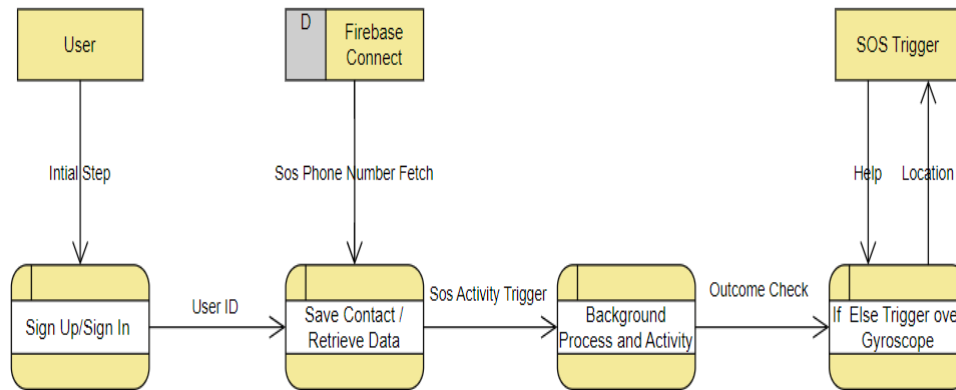 User
D
Firebase
Connect
SOS Trigger
Intial Step
Sos Phone Number Fetch
Help
Location
Sign Up/Sign In
User ID
Save Contact /
Retrieve Data
Sos Activity Trigger
Background
Process and Activity
Outcome Check
If Else Trigger over
Gyroscope